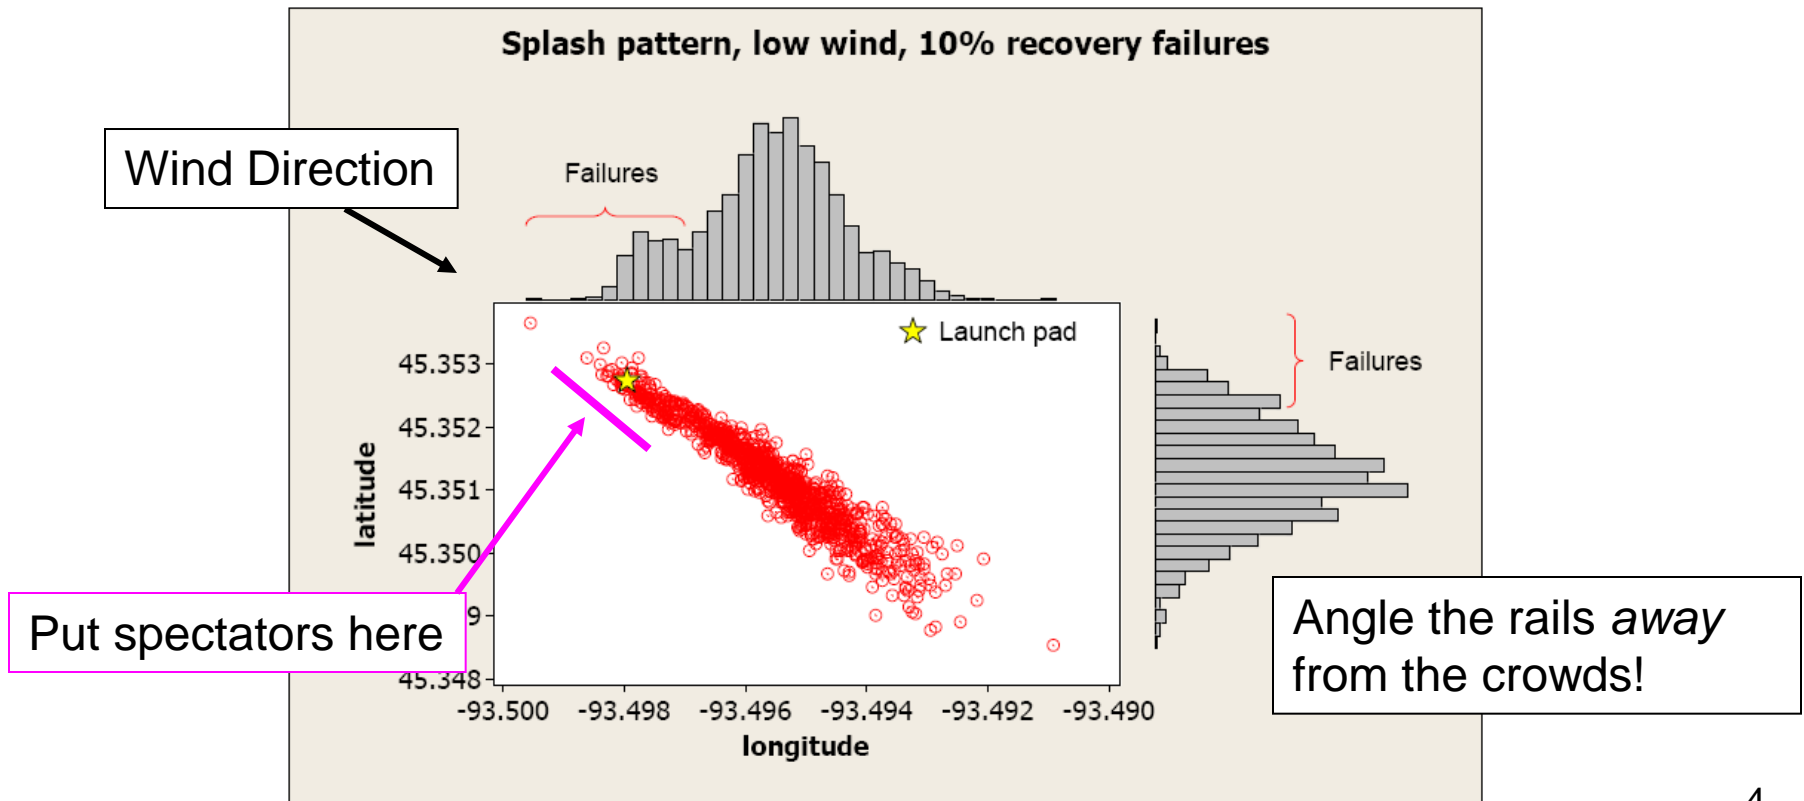 Splash pattern, low wind, 10% recovery failures
Wind Direction
Failures
Launch pad
Failures
45.353
45.352
45.351
45.350
9
45.348
latitude
Put spectators here
Angle the rails away
from the crowds!
-93.500 -93.498 -93.496 -93.494 -93.492 -93.490
longitude